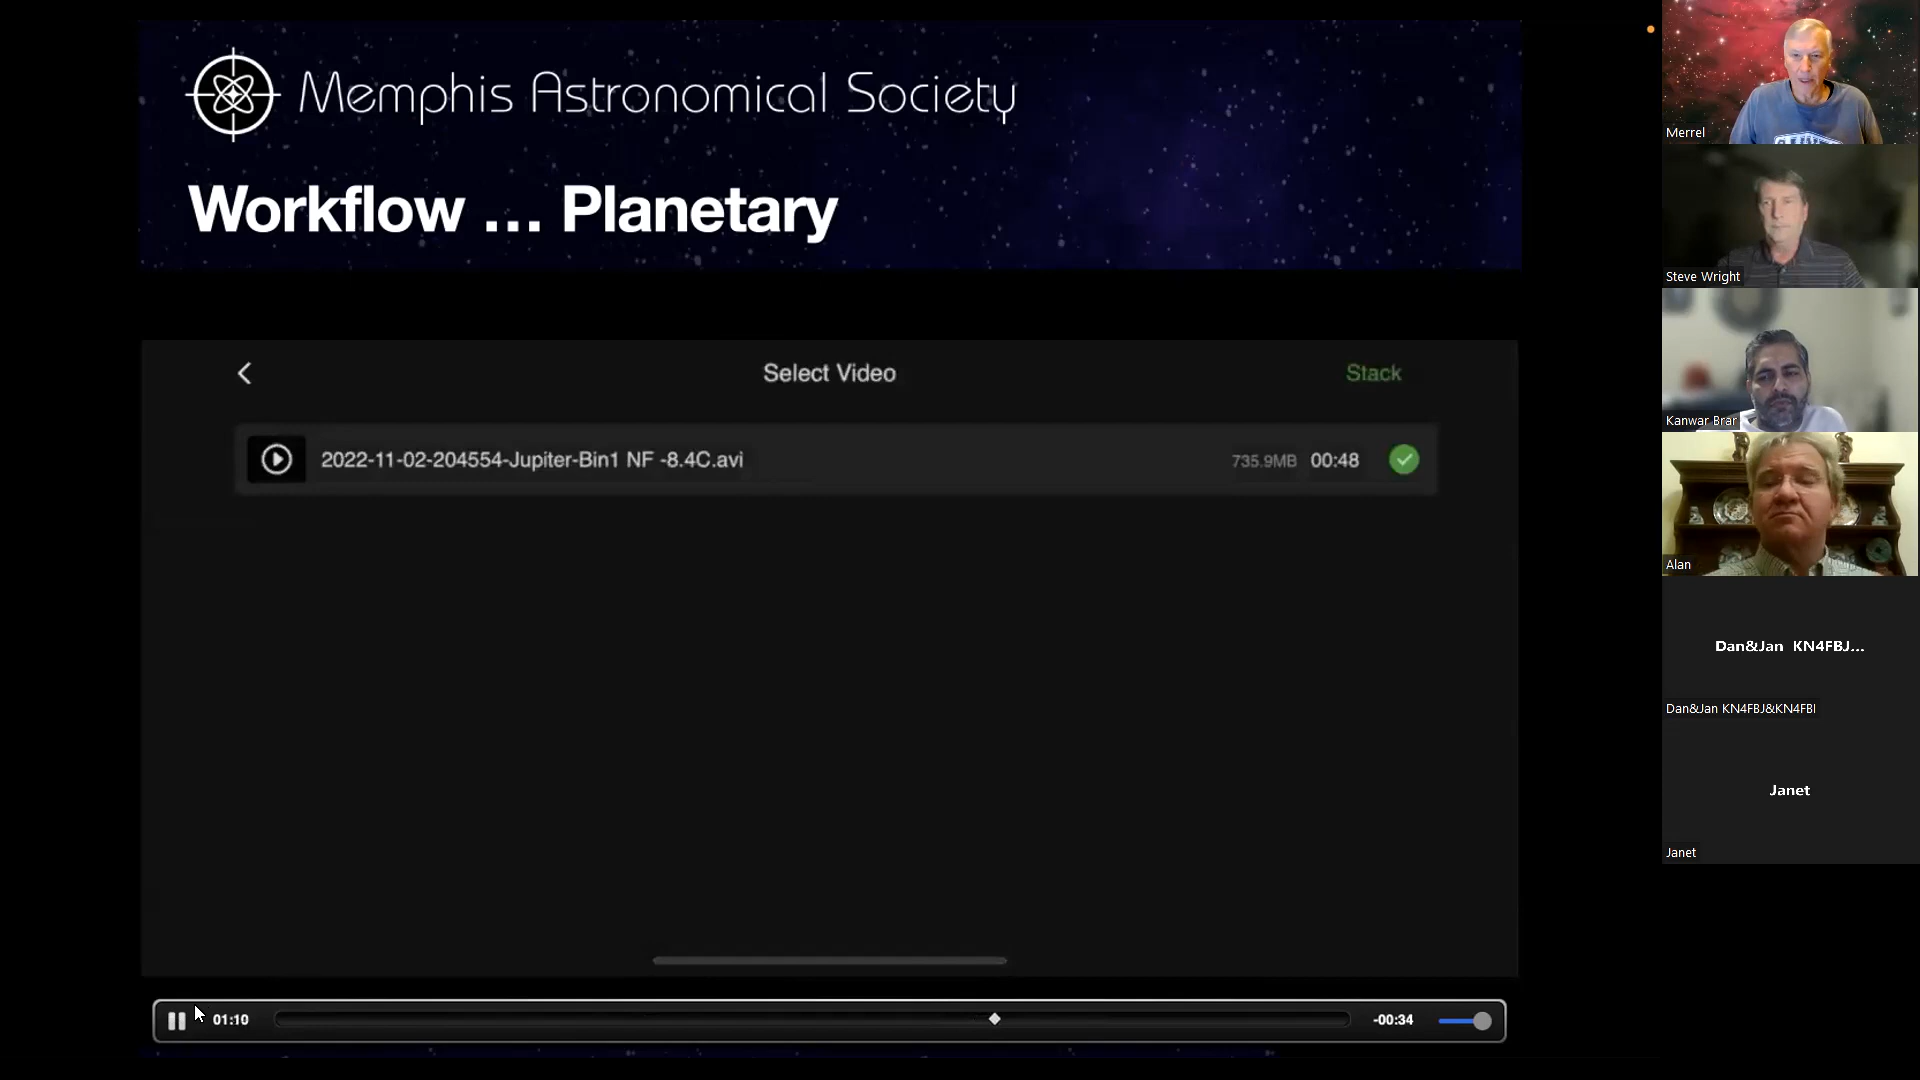 Memphis Astronomical Society
Workflow ... Planetary
Select Video
Stack
2022-11-02-204554-Jupiter-Bin1 NF -8.4C.avi
735.9MB
00:48
01:10
-00:34
Merrel
Steve Wright
Kanwar Brar
Alan
Dan&Jan KN4FBJ...
Dan&Jan KN4FBJ&KN4FBI
Janet
Janet